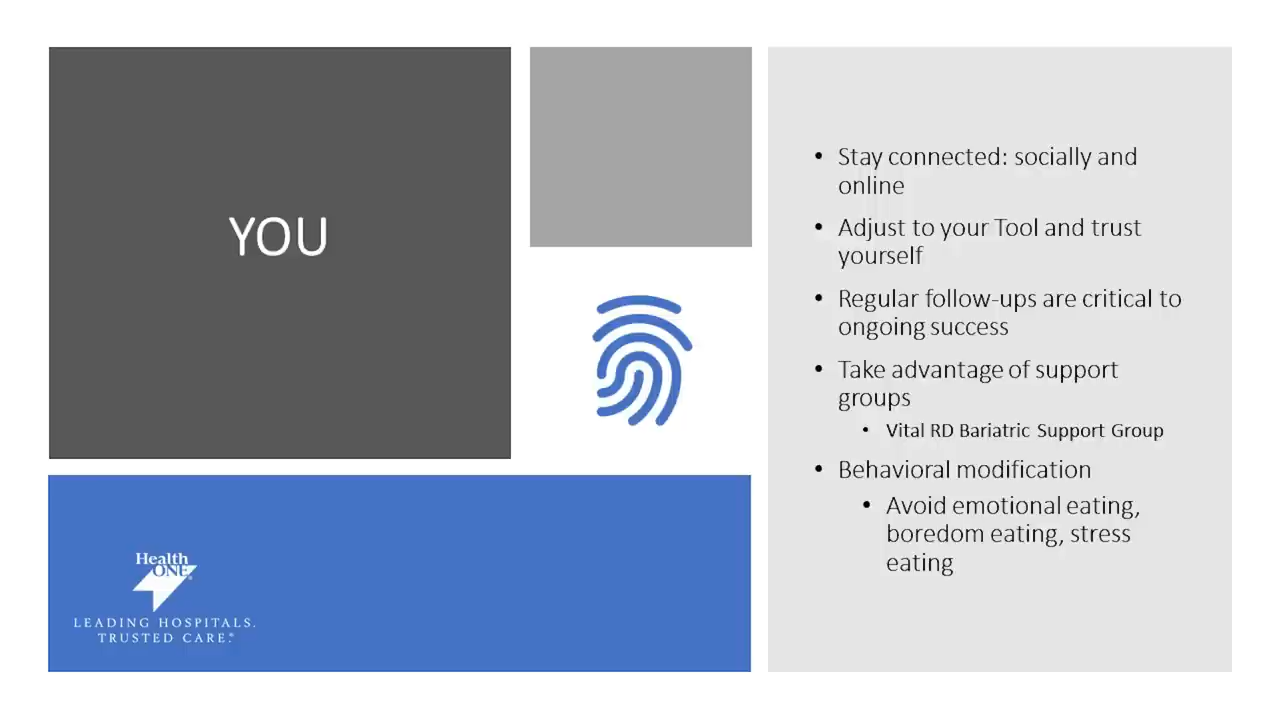 YOU
Health
ONE®
LEADING HOSPITALS.
TRUSTED CARE.®
• Stay connected: socially and
online
• Adjust to your Tool and trust
yourself
• Regular follow-ups are critical to
ongoing success
• Take advantage of support
groups
• Vital RD Bariatric Support Group
• Behavioral modification
• Avoid emotional eating,
boredom eating, stress
eating